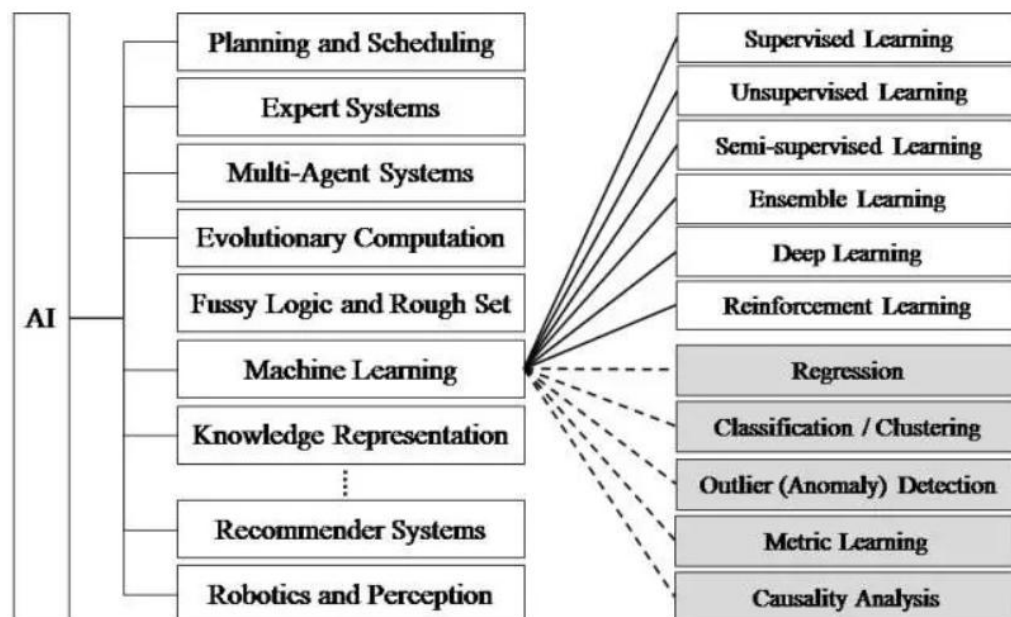 AI
Planning and Scheduling
Expert Systems
Multi-Agent Systems
Evolutionary Computation
Fussy Logic and Rough Set
Machine Learning
Knowledge Representation
Recommender Systems
Robotics and Perception
Supervised Learning
Unsupervised Learning
Semi-supervised Learning
Ensemble Learning
Deep Learning
Reinforcement Learning
Regression
Classification / Clustering
Outlier (Anomaly) Detection
Metric Learning
Causality Analysis